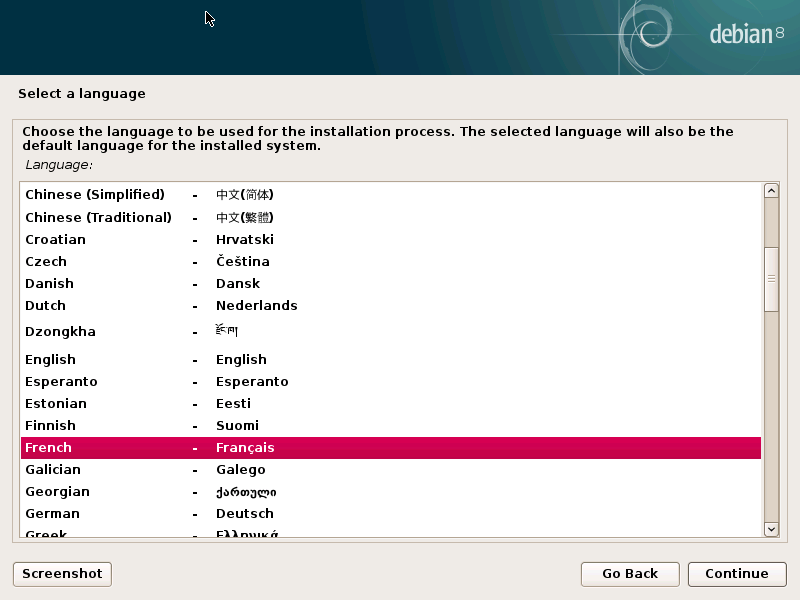 debian 8
Select a language
Choose the language to be used for the installation process. The selected language will also be the
default language for the installed system.
Language:
Chinese (Simplified) - 中文(简体)
Chinese (Traditional) - 中文(繁體)
Croatian - Hrvatski
Czech - Čeština
Danish - Dansk
Dutch - Nederlands
Dzongkha - རྫོང་ཁ།
English - English
Esperanto - Esperanto
Estonian - Eesti
Finnish - Suomi
French - Français
Galician - Galego
Georgian - ქართული
German - Deutsch
Greek - Ελληνικά
Screenshot Go Back Continue